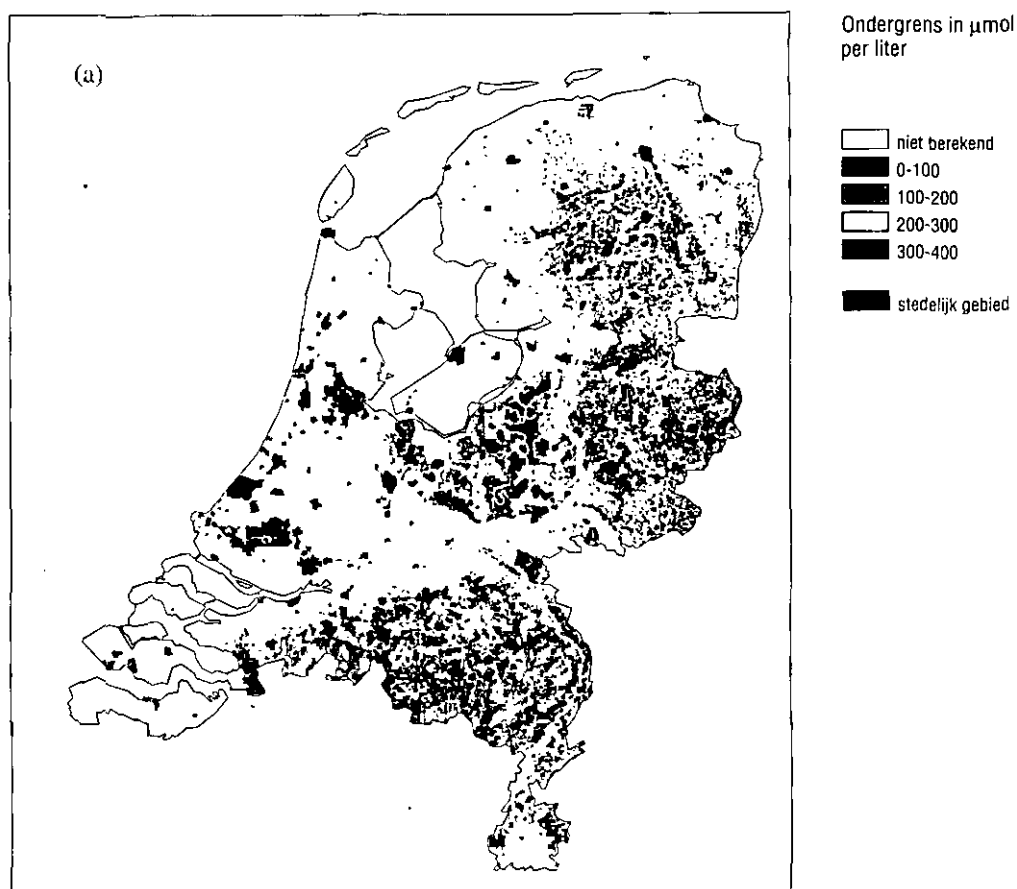 (a)
Ondergrens in µmol
per liter
niet berekend
0-100
100-200
200-300
300-400
stedelijk gebied